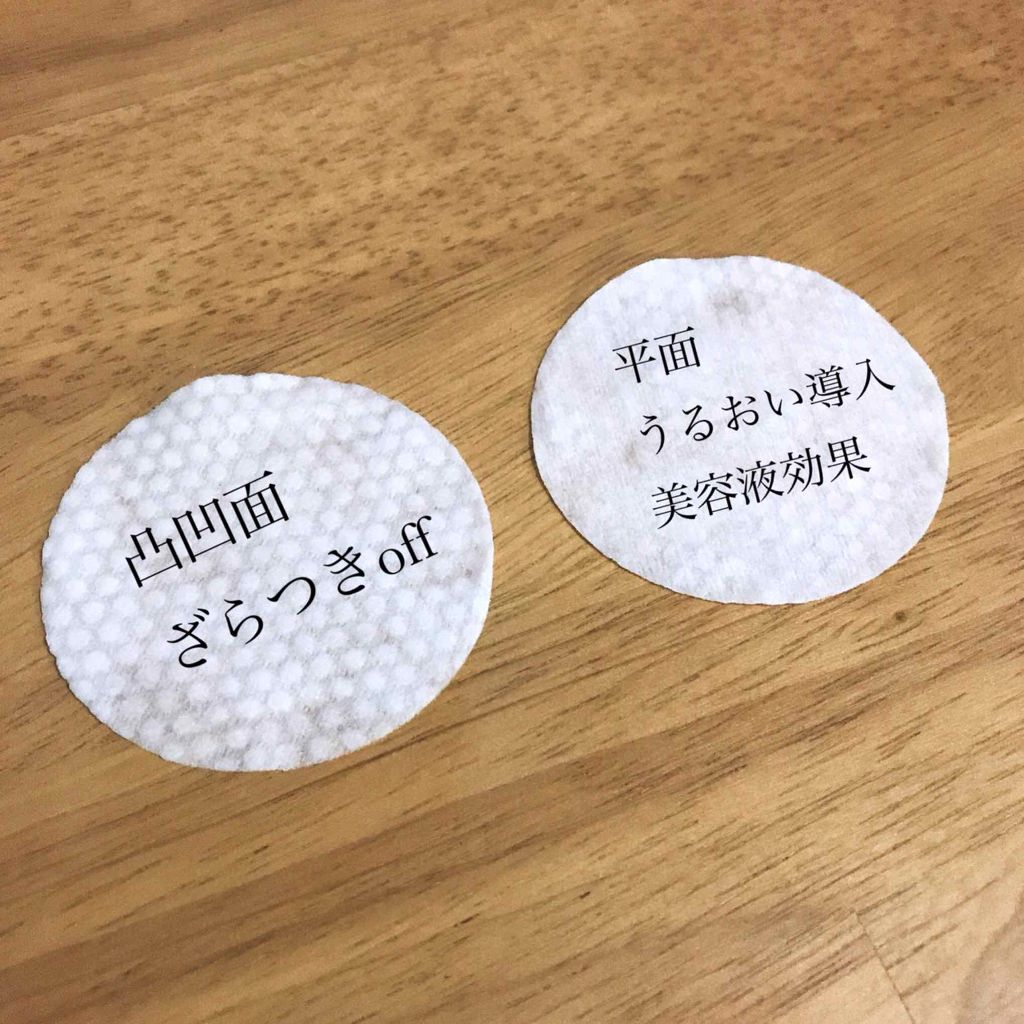 凸凹面
ざらつきoff
平面
うるおい導入
美容液効果